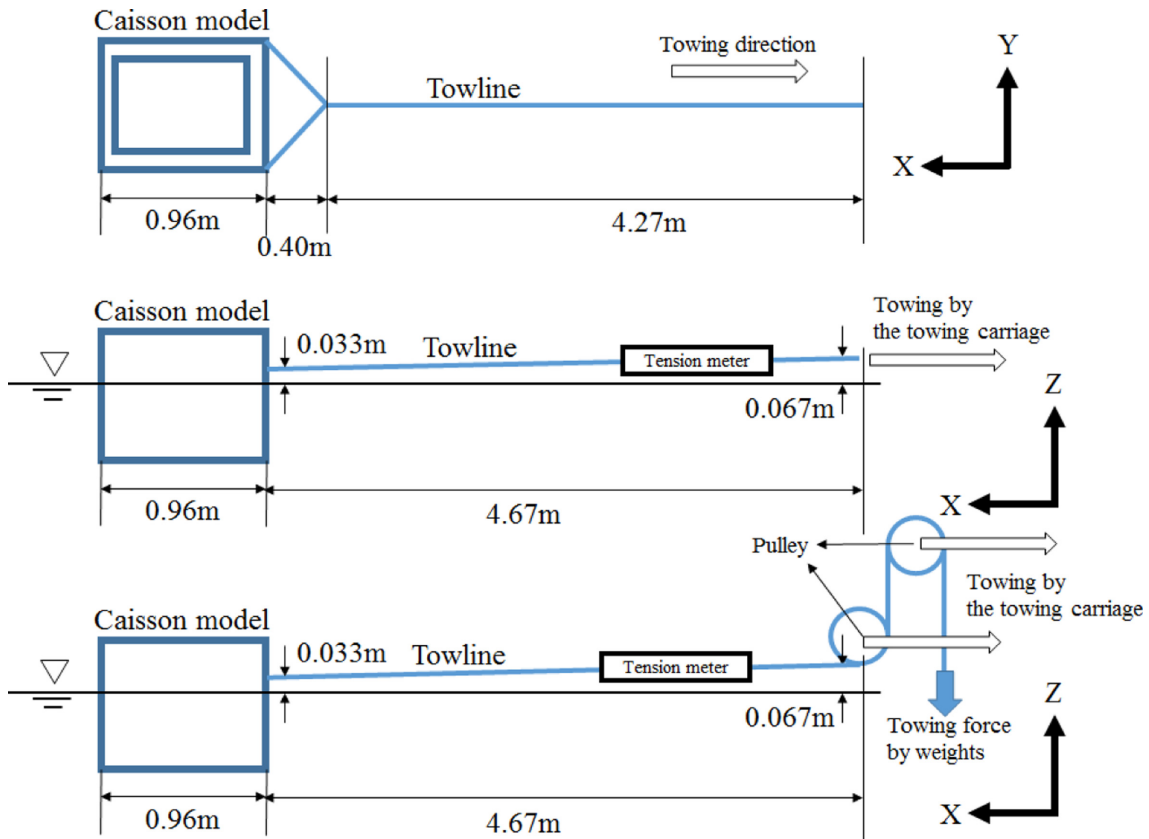 Caisson model
Towing direction
Y
Towline
X
0.96m
0.40m
4.27m
Caisson model
Towing by
the towing carriage
0.033m
Towline
Tension meter
0.067m
Z
0.96m
4.67m
X
Pulley
Towing by
the towing carriage
Caisson model
0.033m
Towline
Tension meter
0.067m
Z
Towing force
by weights
0.96m
4.67m
X